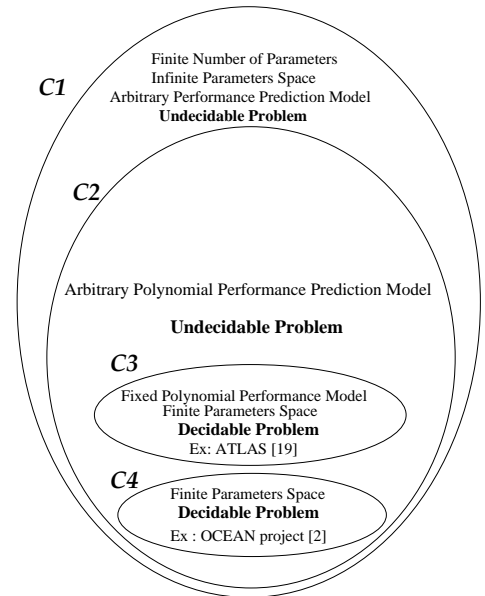 C1
Finite Number of Parameters
Infinite Parameters Space
Arbitrary Performance Prediction Model
Undecidable Problem
C2
Arbitrary Polynomial Performance Prediction Model
Undecidable Problem
C3
Fixed Polynomial Performance Model
Finite Parameters Space
Decidable Problem
Ex: ATLAS [19]
C4
Finite Parameters Space
Decidable Problem
Ex : OCEAN project [2]